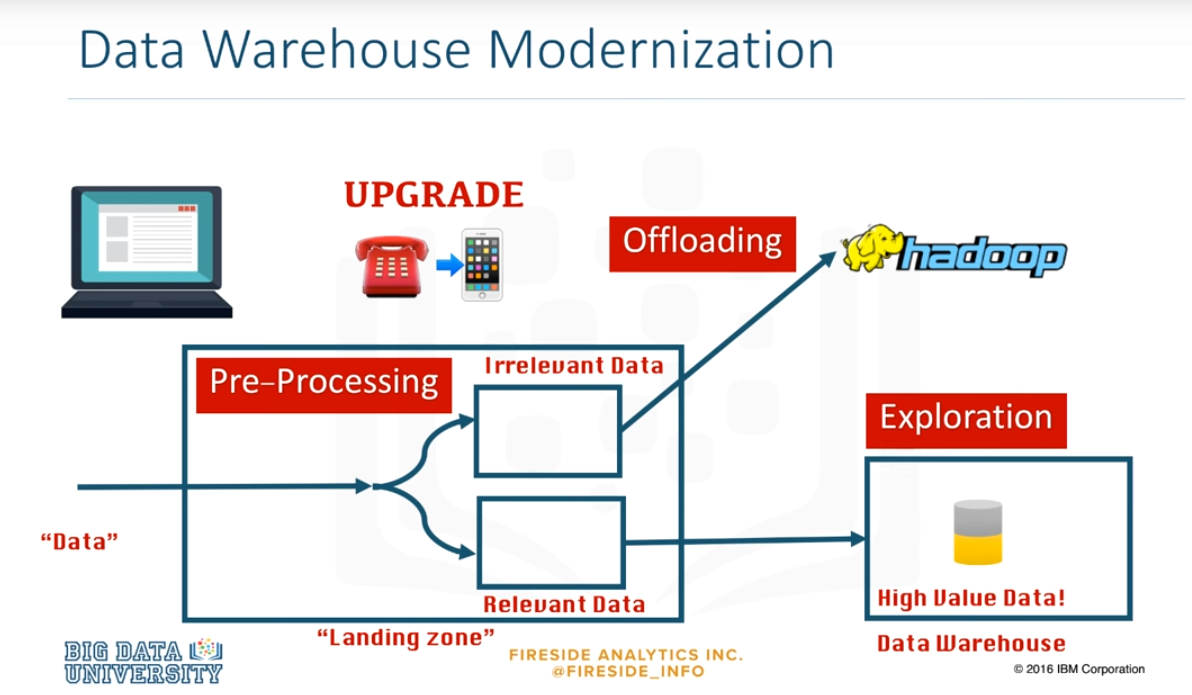 Data Warehouse Modernization
UPGRADE
Offloading
hadoop
Pre-Processing
Irrelevant Data
Exploration
"Data"
High Value Data!
Relevant Data
"Landing zone"
Data Warehouse
BIG DATA
UNIVERSITY
FIRESIDE ANALYTICS INC.
@FIRESIDE_INFO
© 2016 IBM Corporation